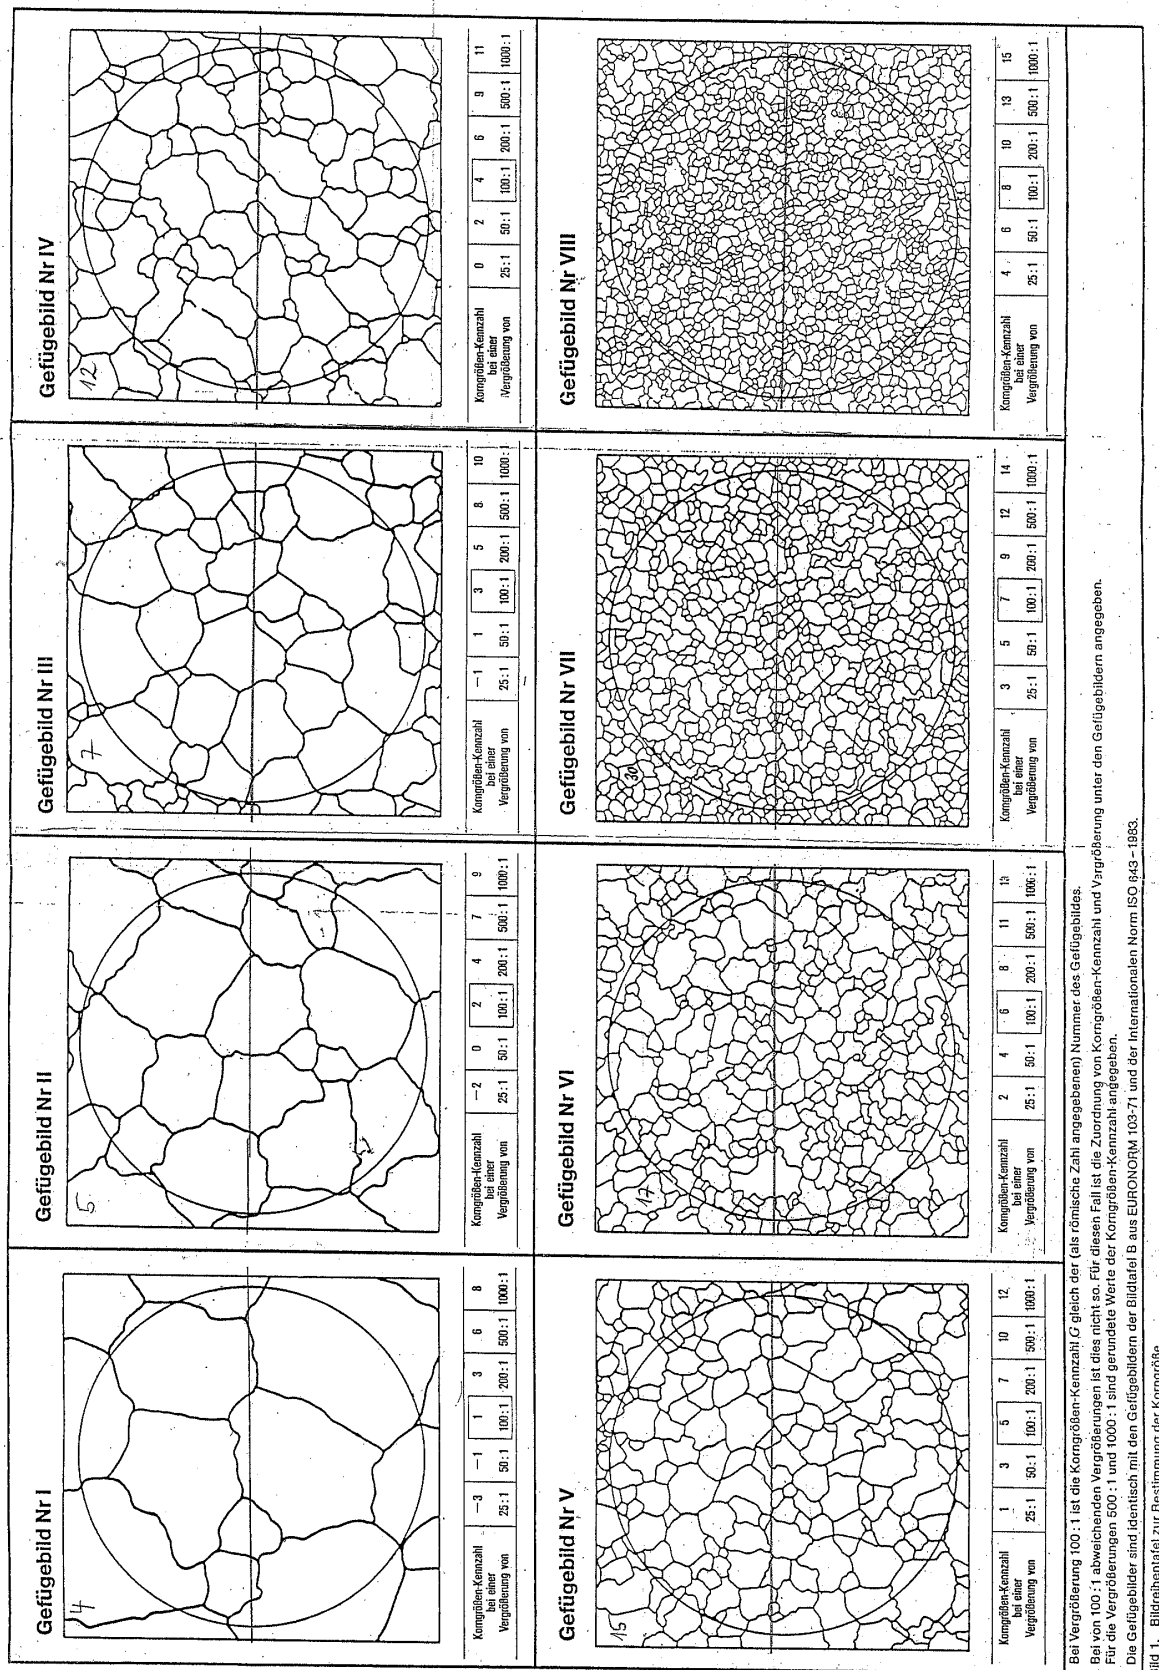 Gefügebild Nr I
4
Korngrößen-Kennzahl bei einer Vergrößerung von
—3 —1 1 3 6 8
25:1 50:1 100:1 200:1 500:1 1000:1
Gefügebild Nr II
5
Korngrößen-Kennzahl bei einer Vergrößerung von
—2 0 2 4 7 9
25:1 50:1 100:1 200:1 500:1 1000:1
Gefügebild Nr III
7
Korngrößen-Kennzahl bei einer Vergrößerung von
—1 1 3 5 8 10
25:1 50:1 100:1 200:1 500:1 1000:1
Gefügebild Nr IV
12
Korngrößen-Kennzahl bei einer Vergrößerung von
0 2 4 6 9 11
25:1 50:1 100:1 200:1 500:1 1000:1
Gefügebild Nr V
15
Korngrößen-Kennzahl bei einer Vergrößerung von
1 3 5 7 10 12
25:1 50:1 100:1 200:1 500:1 1000:1
Gefügebild Nr VI
17
Korngrößen-Kennzahl bei einer Vergrößerung von
2 4 6 8 11 13
25:1 50:1 100:1 200:1 500:1 1000:1
Gefügebild Nr VII
30
Korngrößen-Kennzahl bei einer Vergrößerung von
3 5 7 9 12 14
25:1 50:1 100:1 200:1 500:1 1000:1
Gefügebild Nr VIII
Korngrößen-Kennzahl bei einer Vergrößerung von
4 6 8 10 13 15
25:1 50:1 100:1 200:1 500:1 1000:1
Bei Vergrößerung 100:1 ist die Korngrößen-Kennzahl G gleich der (als römische Zahl angegebenen) Nummer des Gefügebildes.
Bei von 100:1 abweichenden Vergrößerungen ist dies nicht so. Für diesen Fall ist die Zuordnung von Korngrößen-Kennzahl und Vergrößerung unter den Gefügebildern angegeben.
Für die Vergrößerungen 500:1 und 1000:1 sind gerundete Werte der Korngrößen-Kennzahl angegeben.
Die Gefügebilder sind identisch mit den Gefügebildern der Bildtafel B aus EURONORM 103-71 und der Internationalen Norm ISO 643–1983.
ild 1. Bildreihentafel zur Bestimmung der Korngröße